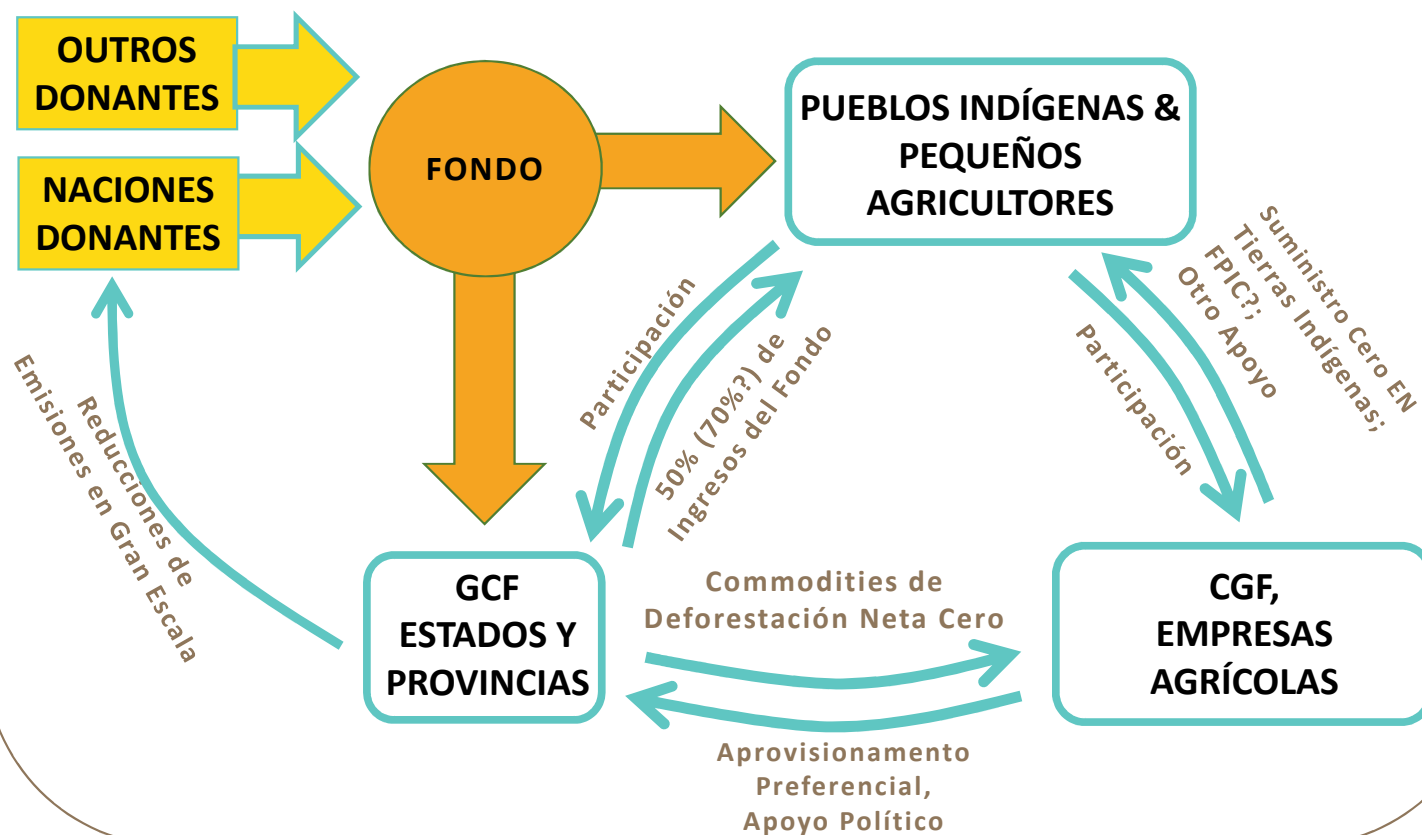 OUTROS
DONANTES
NACIONES
DONANTES
FONDO
PUEBLOS INDÍGENAS &
PEQUEÑOS
AGRICULTORES
Participación
50% (70%?) de
Ingresos del Fondo
Participación
Suministro Cero EN
Tierras Indígenas;
FPIC?;
Otro Apoyo
Reducciones de
Emisiones en Gran Escala
GCF
ESTADOS Y
PROVINCIAS
Commodities de
Deforestación Neta Cero
CGF,
EMPRESAS
AGRÍCOLAS
Aprovisionamento
Preferencial,
Apoyo Político